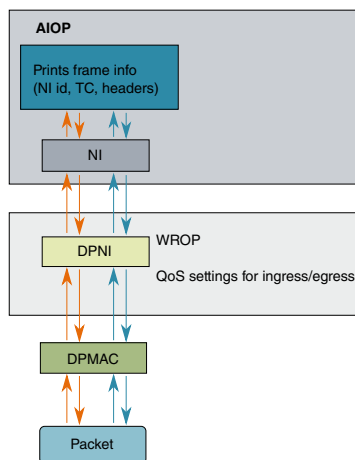 AIOP
Prints frame info
(NI id, TC, headers)
NI
WROP
DPNI
QoS settings for ingress/egress
DPMAC
Packet